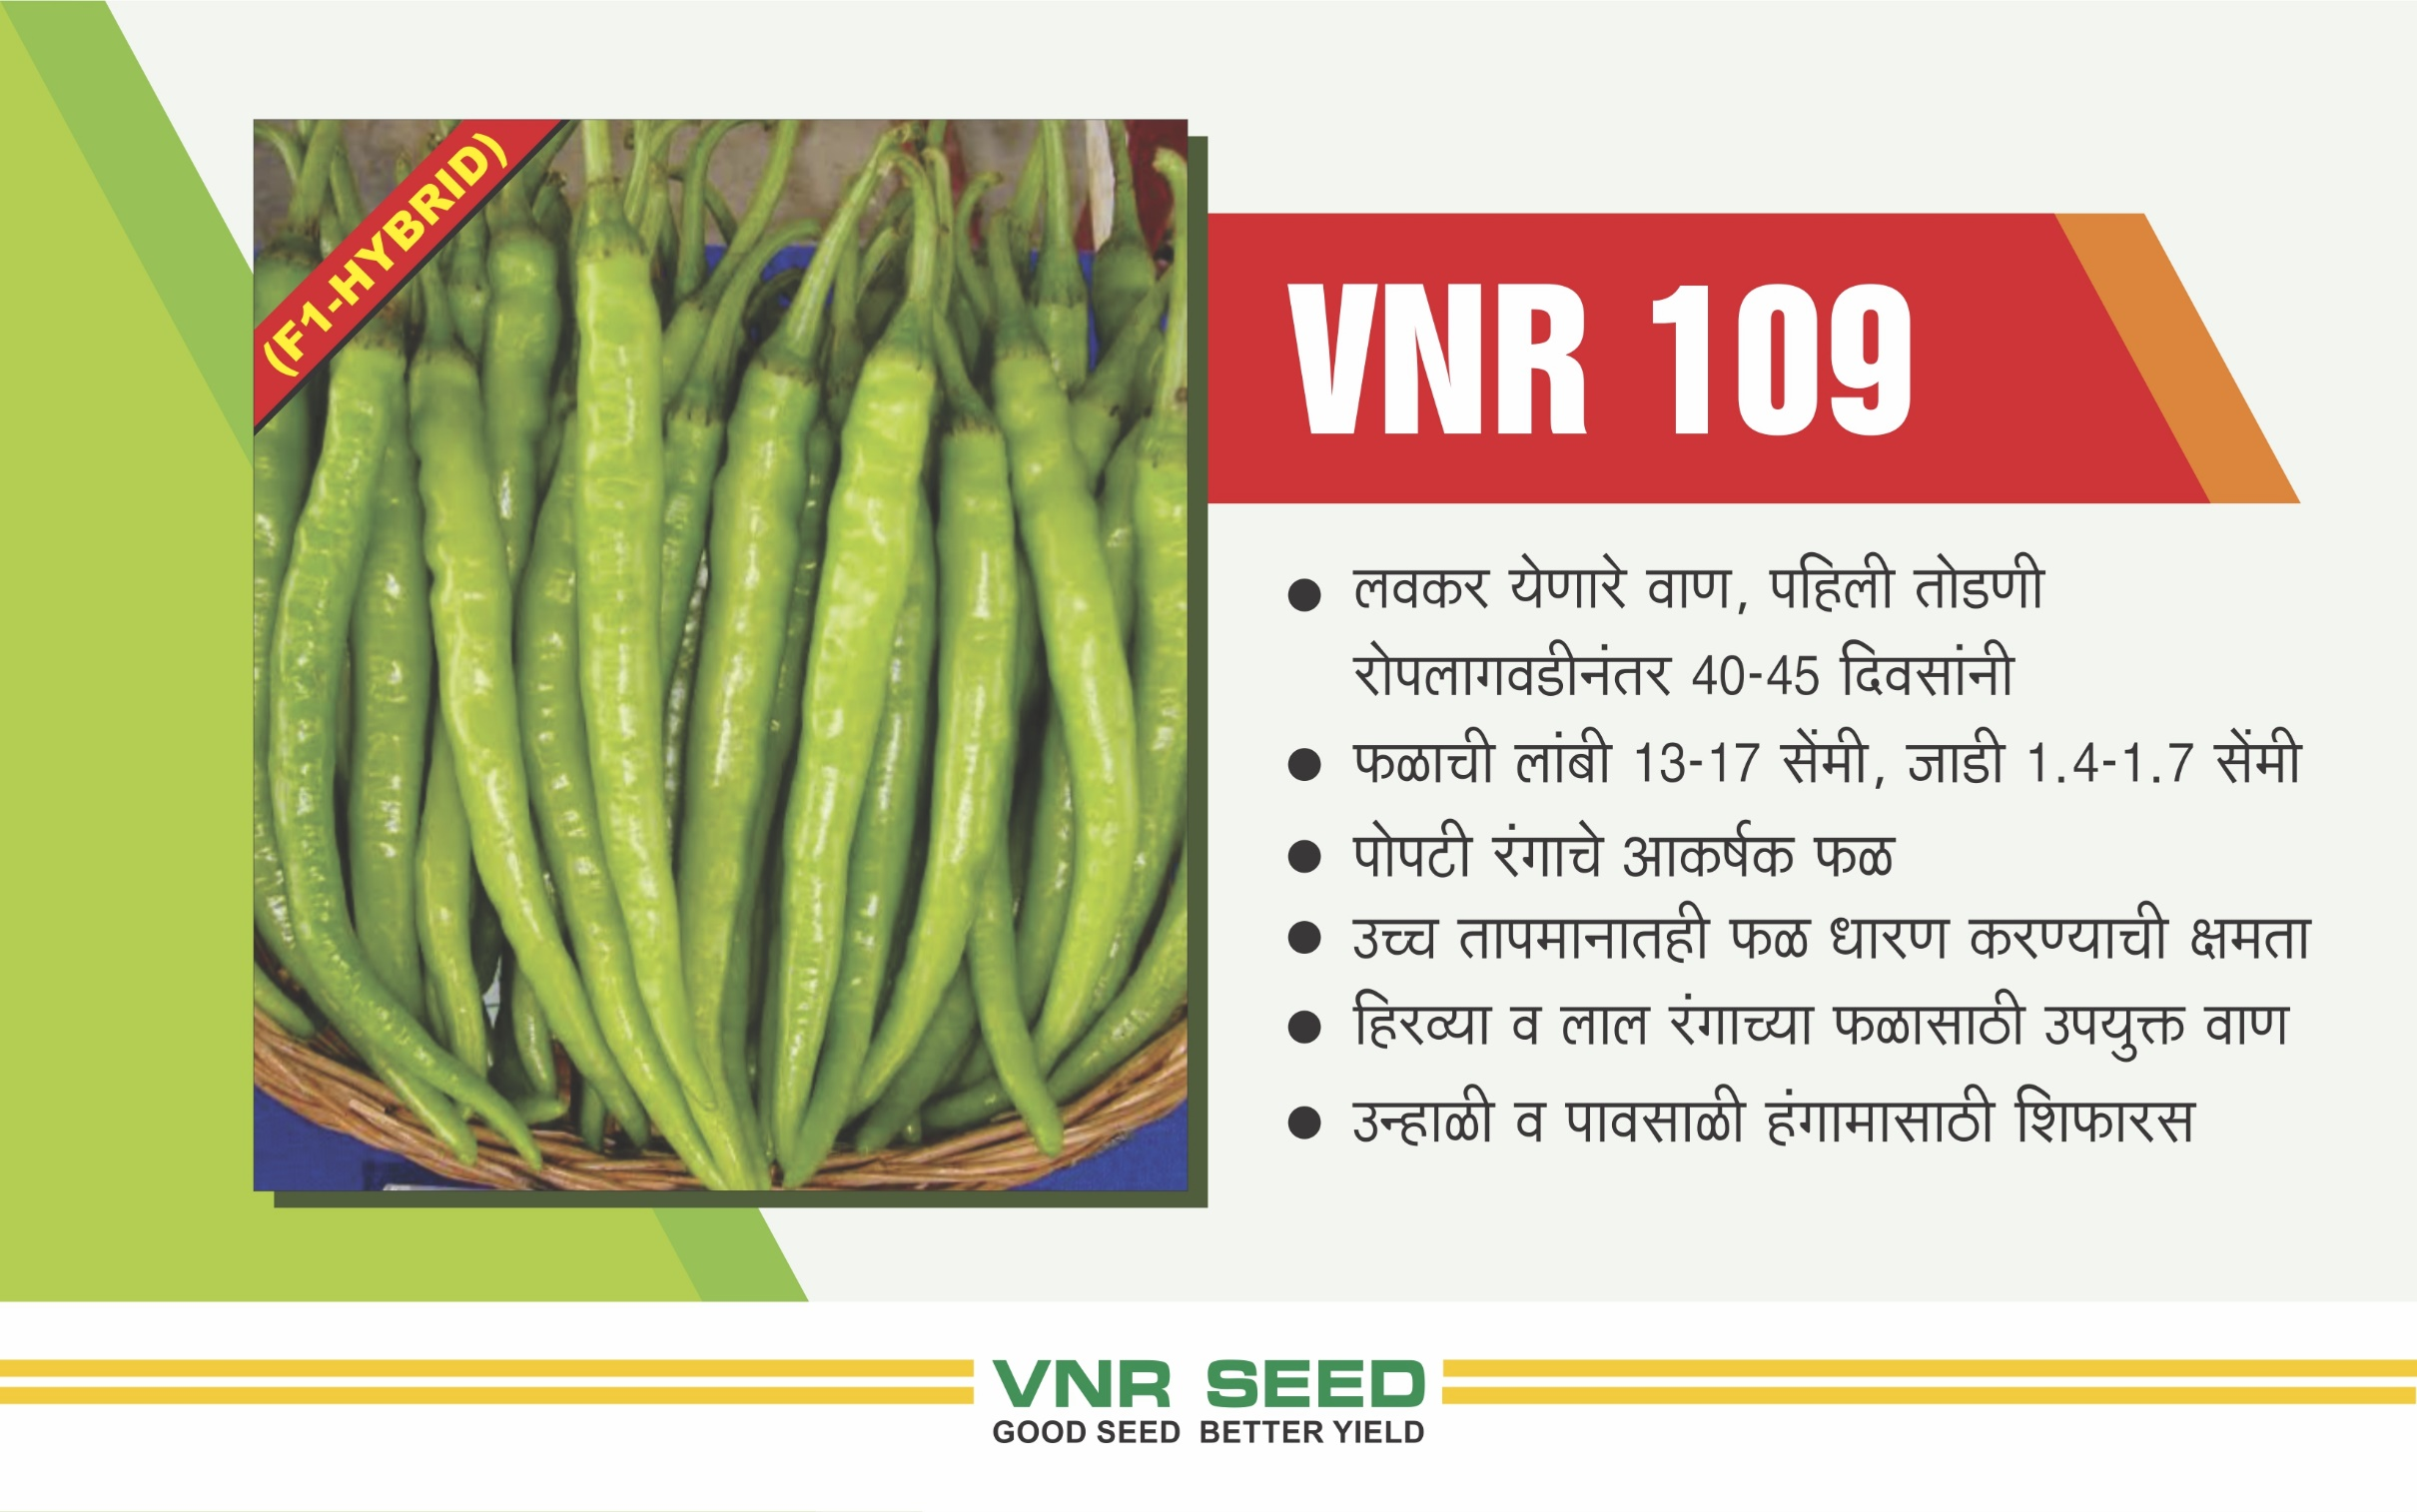 (F1-HYBRID)
VNR 109
● लवकर येणारे वाण, पहिली तोडणी
रोपलागवडीनंतर 40-45 दिवसांनी
● फळाची लांबी 13-17 सेंमी, जाडी 1.4-1.7 सेंमी
● पोपटी रंगाचे आकर्षक फळ
● उच्च तापमानातही फळ धारण करण्याची क्षमता
● हिरव्या व लाल रंगाच्या फळासाठी उपयुक्त वाण
● उन्हाळी व पावसाळी हंगामासाठी शिफारस
VNR SEED
GOOD SEED BETTER YIELD